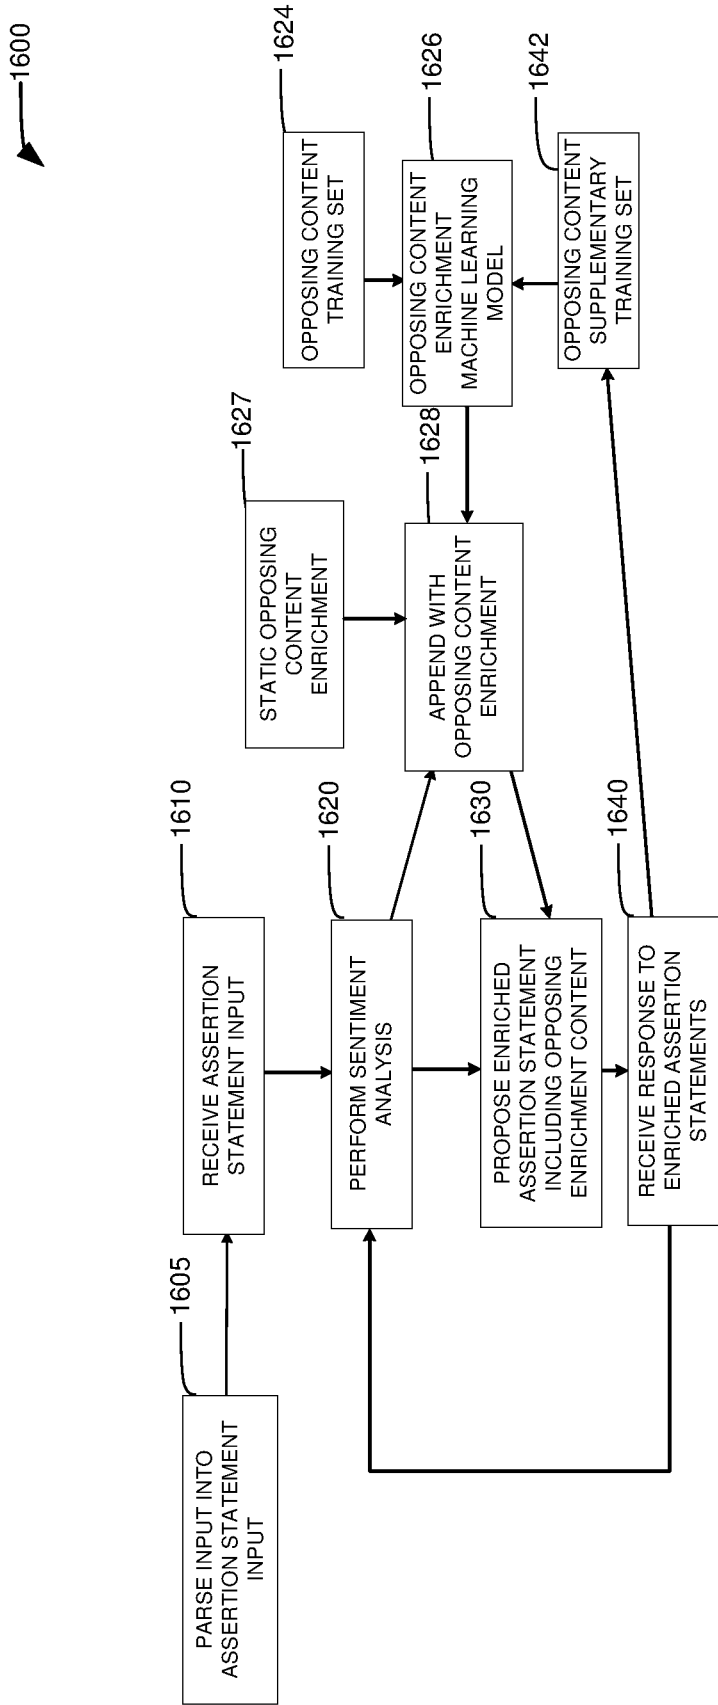 1600
1605
PARSE INPUT INTO
ASSERTION STATEMENT
INPUT
1610
RECEIVE ASSERTION
STATEMENT INPUT
1620
PERFORM SENTIMENT
ANALYSIS
1624
OPPOSING CONTENT
TRAINING SET
1626
OPPOSING CONTENT
ENRICHMENT
MACHINE LEARNING
MODEL
1627
STATIC OPPOSING
CONTENT
ENRICHMENT
1628
APPEND WITH
OPPOSING CONTENT
ENRICHMENT
1630
PROPOSE ENRICHED
ASSERTION STATEMENT
INCLUDING OPPOSING
ENRICHMENT CONTENT
1640
RECEIVE RESPONSE TO
ENRICHED ASSERTION
STATEMENTS
1642
OPPOSING CONTENT
SUPPLEMENTARY
TRAINING SET